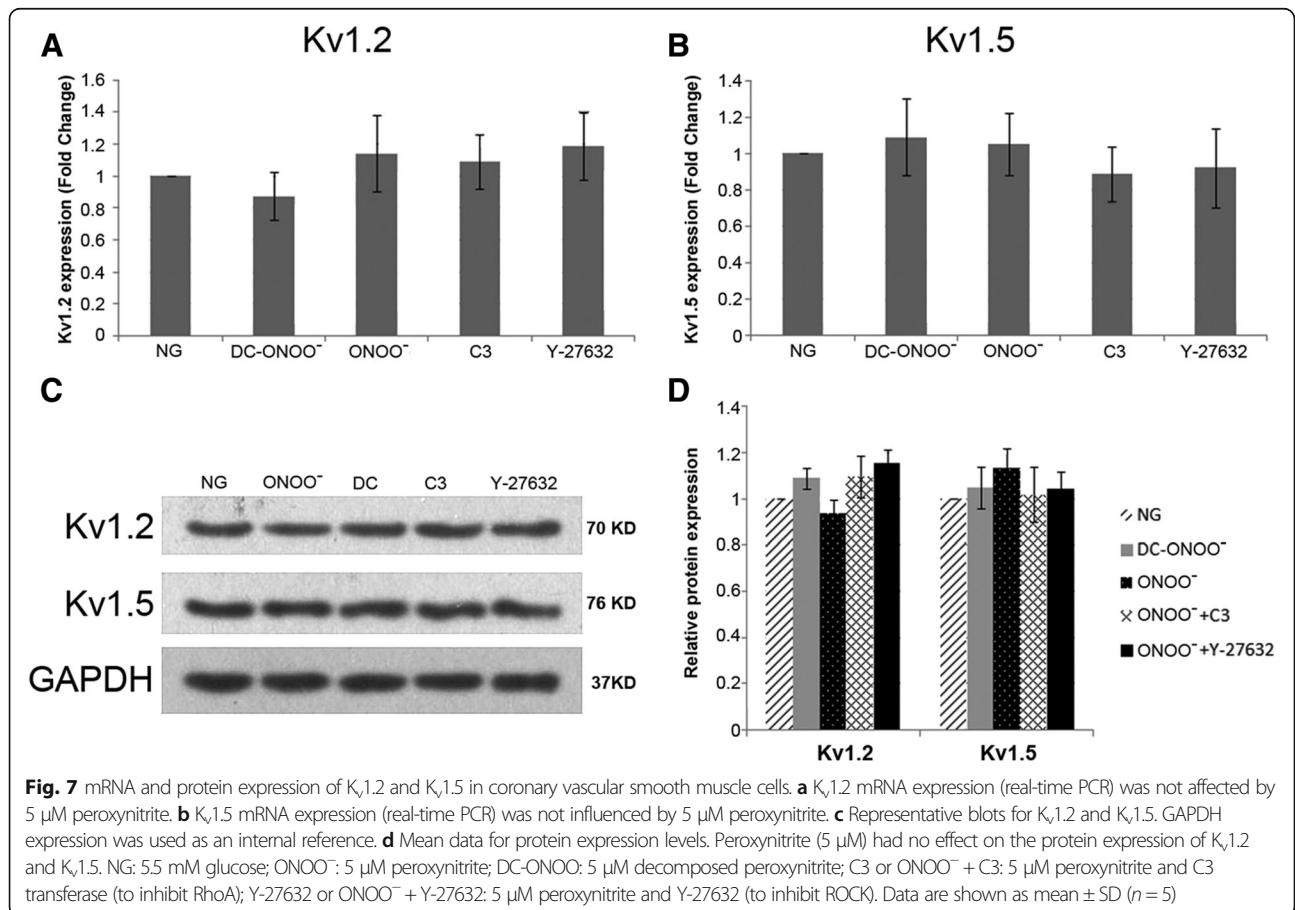 A Kv1.2
Kv1.2 expression (Fold Change)
1.6
1.4
1.2
1
0.8
0.6
0.4
0.2
0
NG DC-ONOO⁻ ONOO⁻ C3 Y-27632
B Kv1.5
Kv1.5 expression (Fold Change)
1.4
1.2
1
0.8
0.6
0.4
0.2
0
NG DC-ONOO⁻ ONOO⁻ C3 Y-27632
C
NG ONOO⁻ DC C3 Y-27632
Kv1.2 70 KD
Kv1.5 76 KD
GAPDH 37KD
D
Relative protein expression
1.4
1.2
1
0.8
0.6
0.4
0.2
0
Kv1.2 Kv1.5
NG
DC-ONOO⁻
ONOO⁻
ONOO⁻+C3
ONOO⁻+Y-27632
Fig. 7 mRNA and protein expression of Kᵥ1.2 and Kᵥ1.5 in coronary vascular smooth muscle cells. a Kᵥ1.2 mRNA expression (real-time PCR) was not affected by
5 μM peroxynitrite. b Kᵥ1.5 mRNA expression (real-time PCR) was not influenced by 5 μM peroxynitrite. c Representative blots for Kᵥ1.2 and Kᵥ1.5. GAPDH
expression was used as an internal reference. d Mean data for protein expression levels. Peroxynitrite (5 μM) had no effect on the protein expression of Kᵥ1.2
and Kᵥ1.5. NG: 5.5 mM glucose; ONOO⁻: 5 μM peroxynitrite; DC-ONOO: 5 μM decomposed peroxynitrite; C3 or ONOO⁻ + C3: 5 μM peroxynitrite and C3
transferase (to inhibit RhoA); Y-27632 or ONOO⁻ + Y-27632: 5 μM peroxynitrite and Y-27632 (to inhibit ROCK). Data are shown as mean ± SD (n = 5)